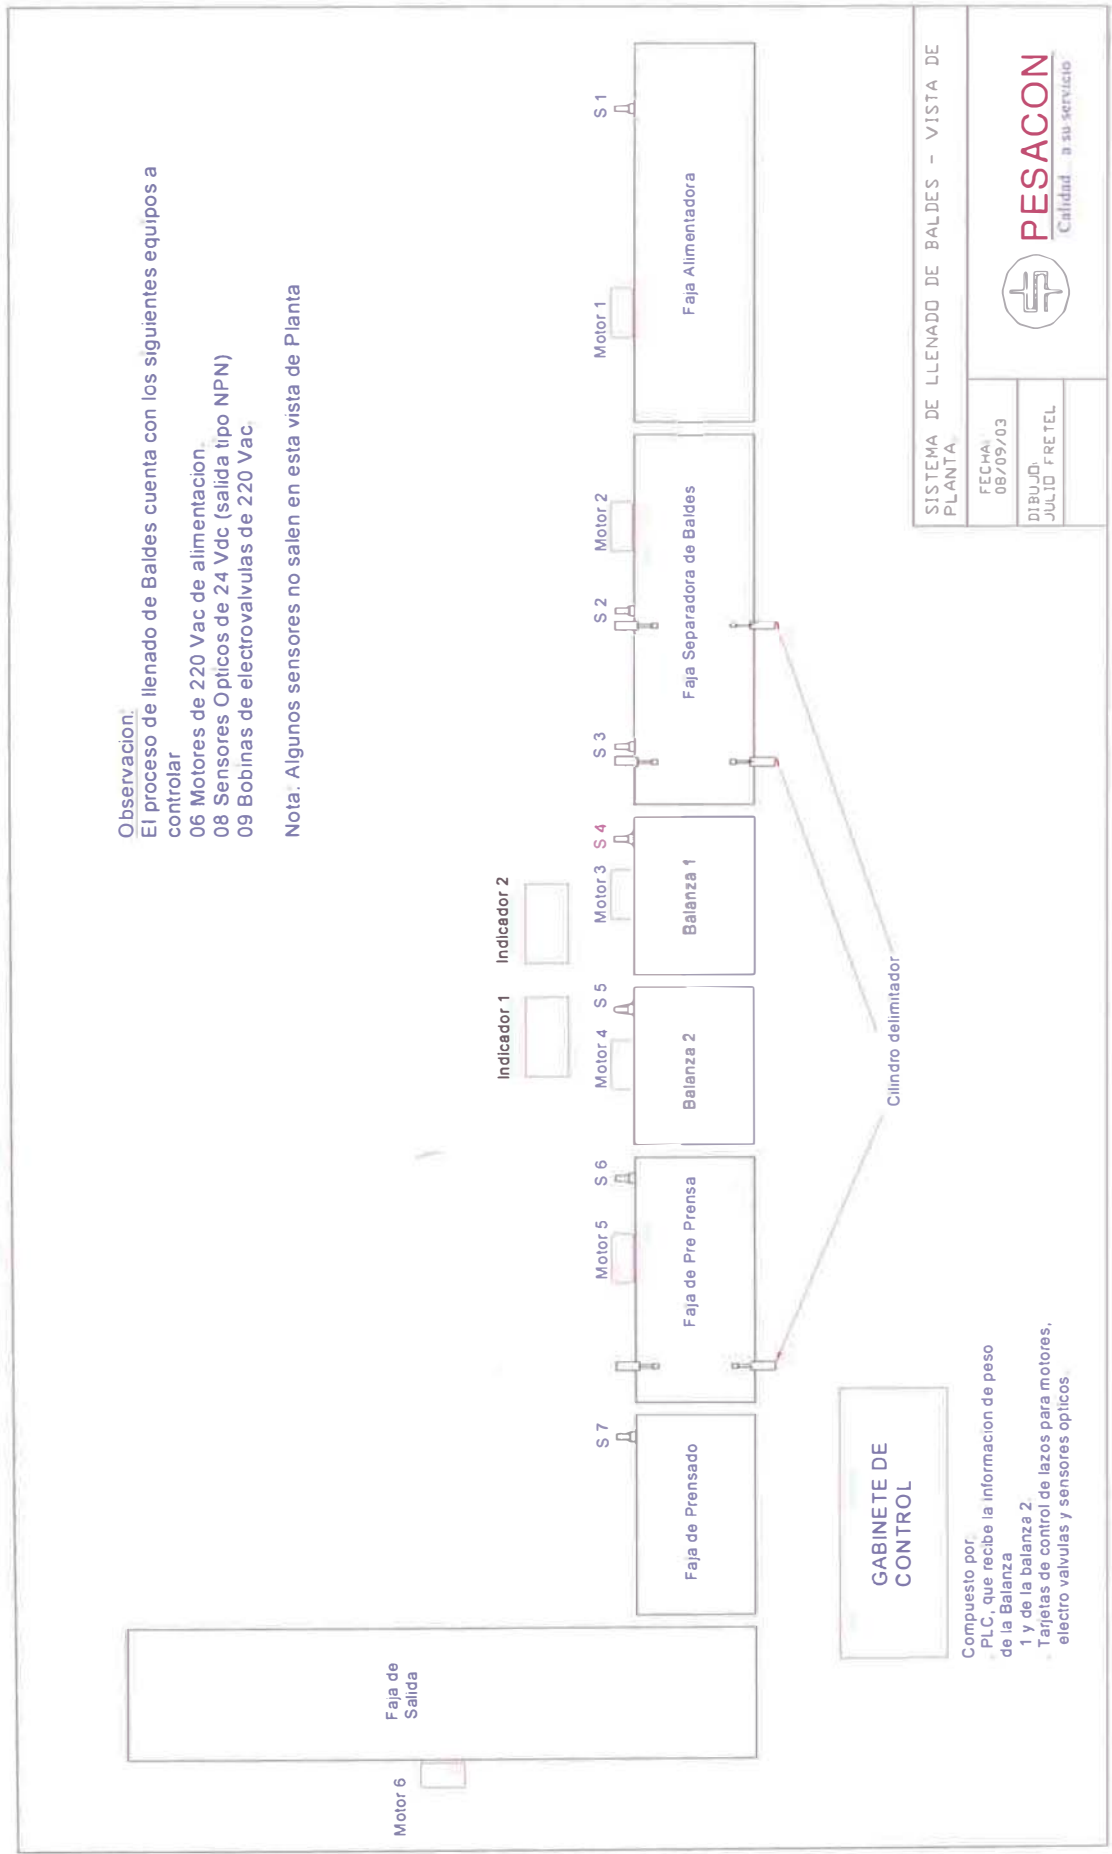 Observacion:
El proceso de llenado de Baldes cuenta con los siguientes equipos a
controlar
06 Motores de 220 Vac de alimentacion.
08 Sensores Opticos de 24 Vdc (salida tipo NPN)
09 Bobinas de electrovalvulas de 220 Vac.
Nota: Algunos sensores no salen en esta vista de Planta
Indicador 1
Indicador 2
Motor 6
Faja de
Salida
S 7
Faja de Prensado
Motor 5
S 6
Faja de Pre Prensa
Motor 4
S 5
Balanza 2
Motor 3
S 4
Balanza 1
S 3
S 2
Motor 2
Faja Separadora de Baldes
Motor 1
S 1
Faja Alimentadora
Cilindro delimitador
GABINETE DE
CONTROL
Compuesto por:
. PLC, que recibe la informacion de peso
de la Balanza
1 y de la balanza 2.
. Tarjetas de control de lazos para motores,
electro valvulas y sensores opticos.
SISTEMA DE LLENADO DE BALDES - VISTA DE
PLANTA.
FECHA:
08/09/03
DIBUJO:
JULIO FRETEL
PESACON
Calidad... a su servicio